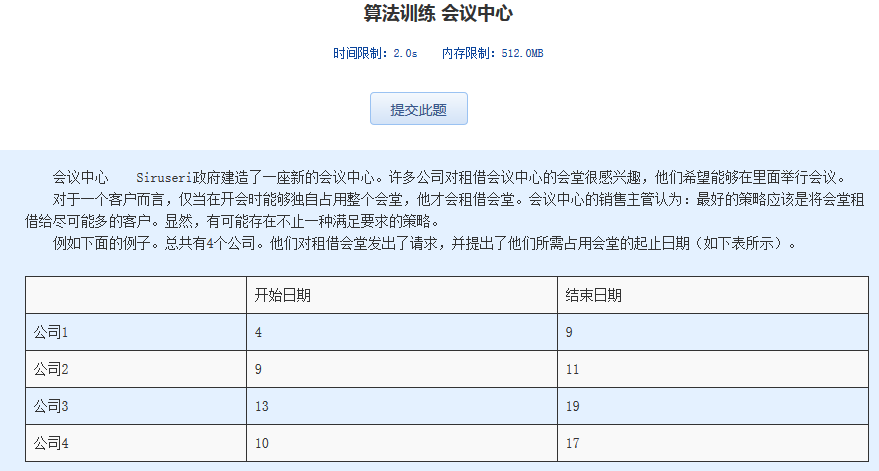 算法训练 会议中心
时间限制：2.0s 内存限制：512.0MB
提交此题
会议中心 Siruseri政府建造了一座新的会议中心。许多公司对租借会议中心的会堂很感兴趣，他们希望能够在里面举行会议。
对于一个客户而言，仅当在开会时能够独自占用整个会堂，他才会租借会堂。会议中心的销售主管认为：最好的策略应该是将会堂租
借给尽可能多的客户。显然，有可能存在不止一种满足要求的策略。
例如下面的例子。总共有4个公司。他们对租借会堂发出了请求，并提出了他们所需占用会堂的起止日期（如下表所示）。
开始日期 结束日期
公司1 4 9
公司2 9 11
公司3 13 19
公司4 10 17